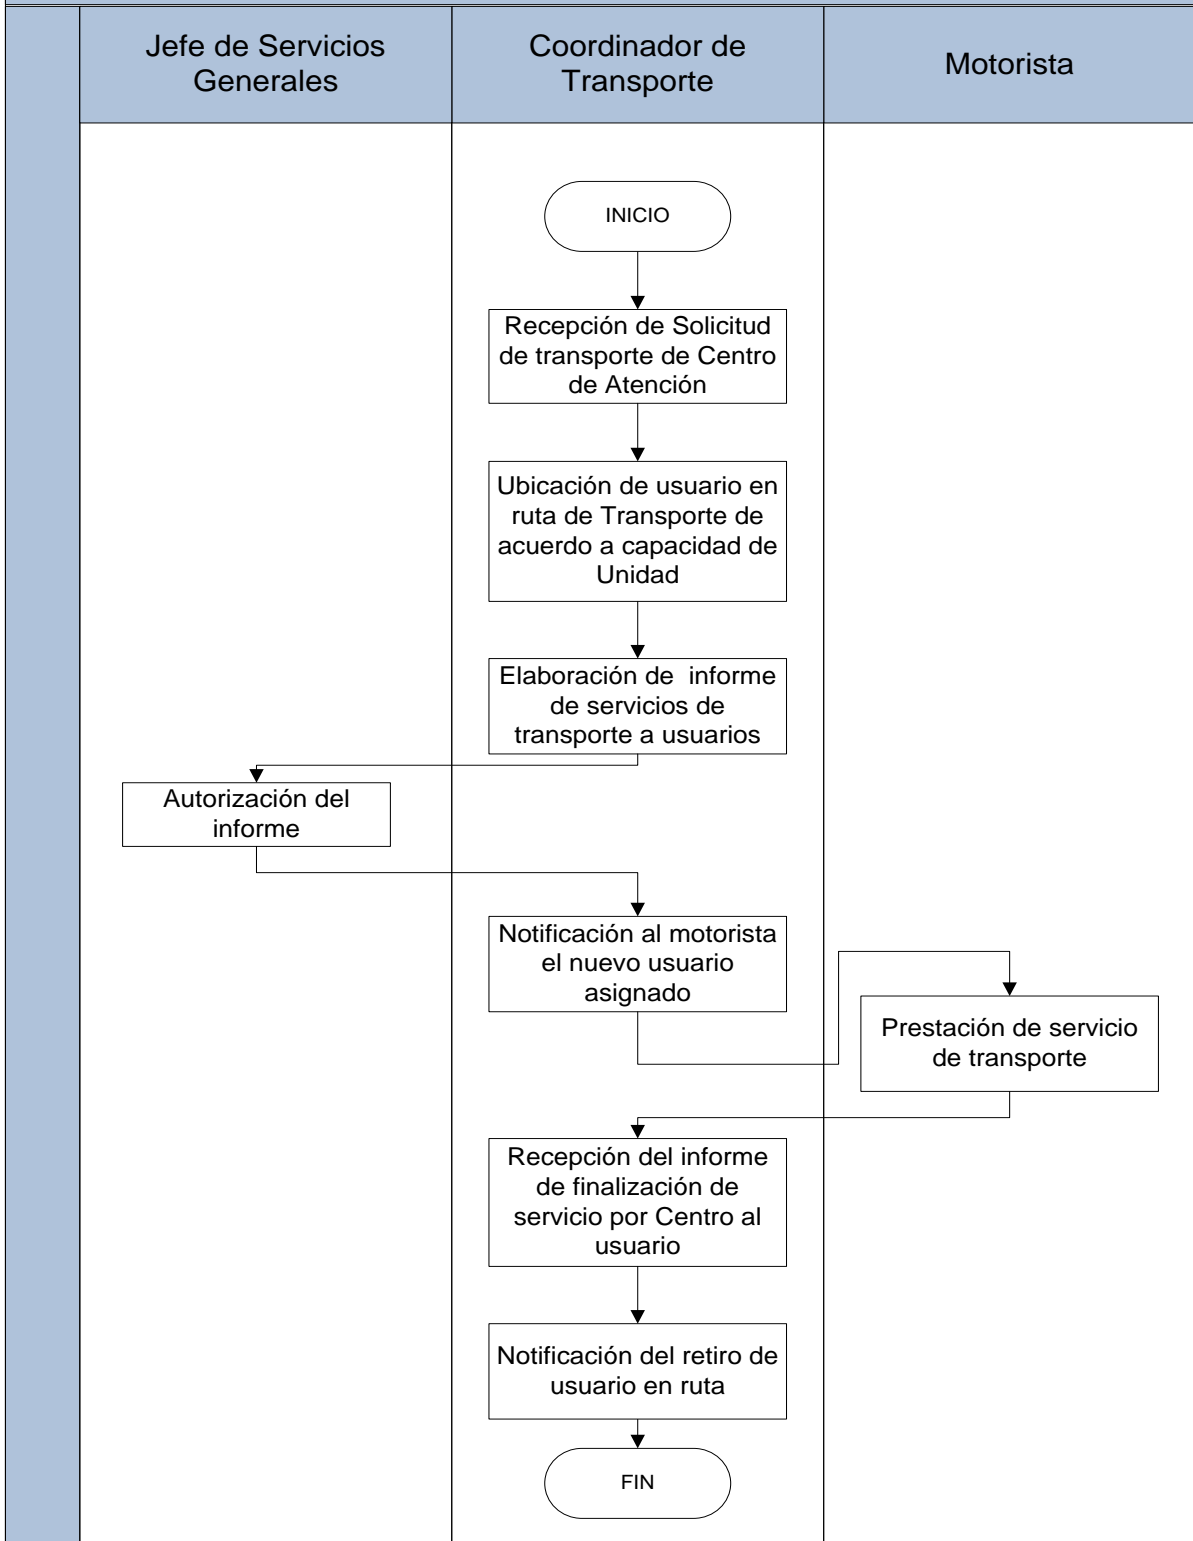 Jefe de Servicios
Generales
Coordinador de
Transporte
Motorista
INICIO
Recepción de Solicitud
de transporte de Centro
de Atención
Ubicación de usuario en
ruta de Transporte de
acuerdo a capacidad de
Unidad
Elaboración de  informe
de servicios de
transporte a usuarios
Autorización del
informe
Notificación al motorista
el nuevo usuario
asignado
Prestación de servicio
de transporte
Recepción del informe
de finalización de
servicio por Centro al
usuario
Notificación del retiro de
usuario en ruta
FIN